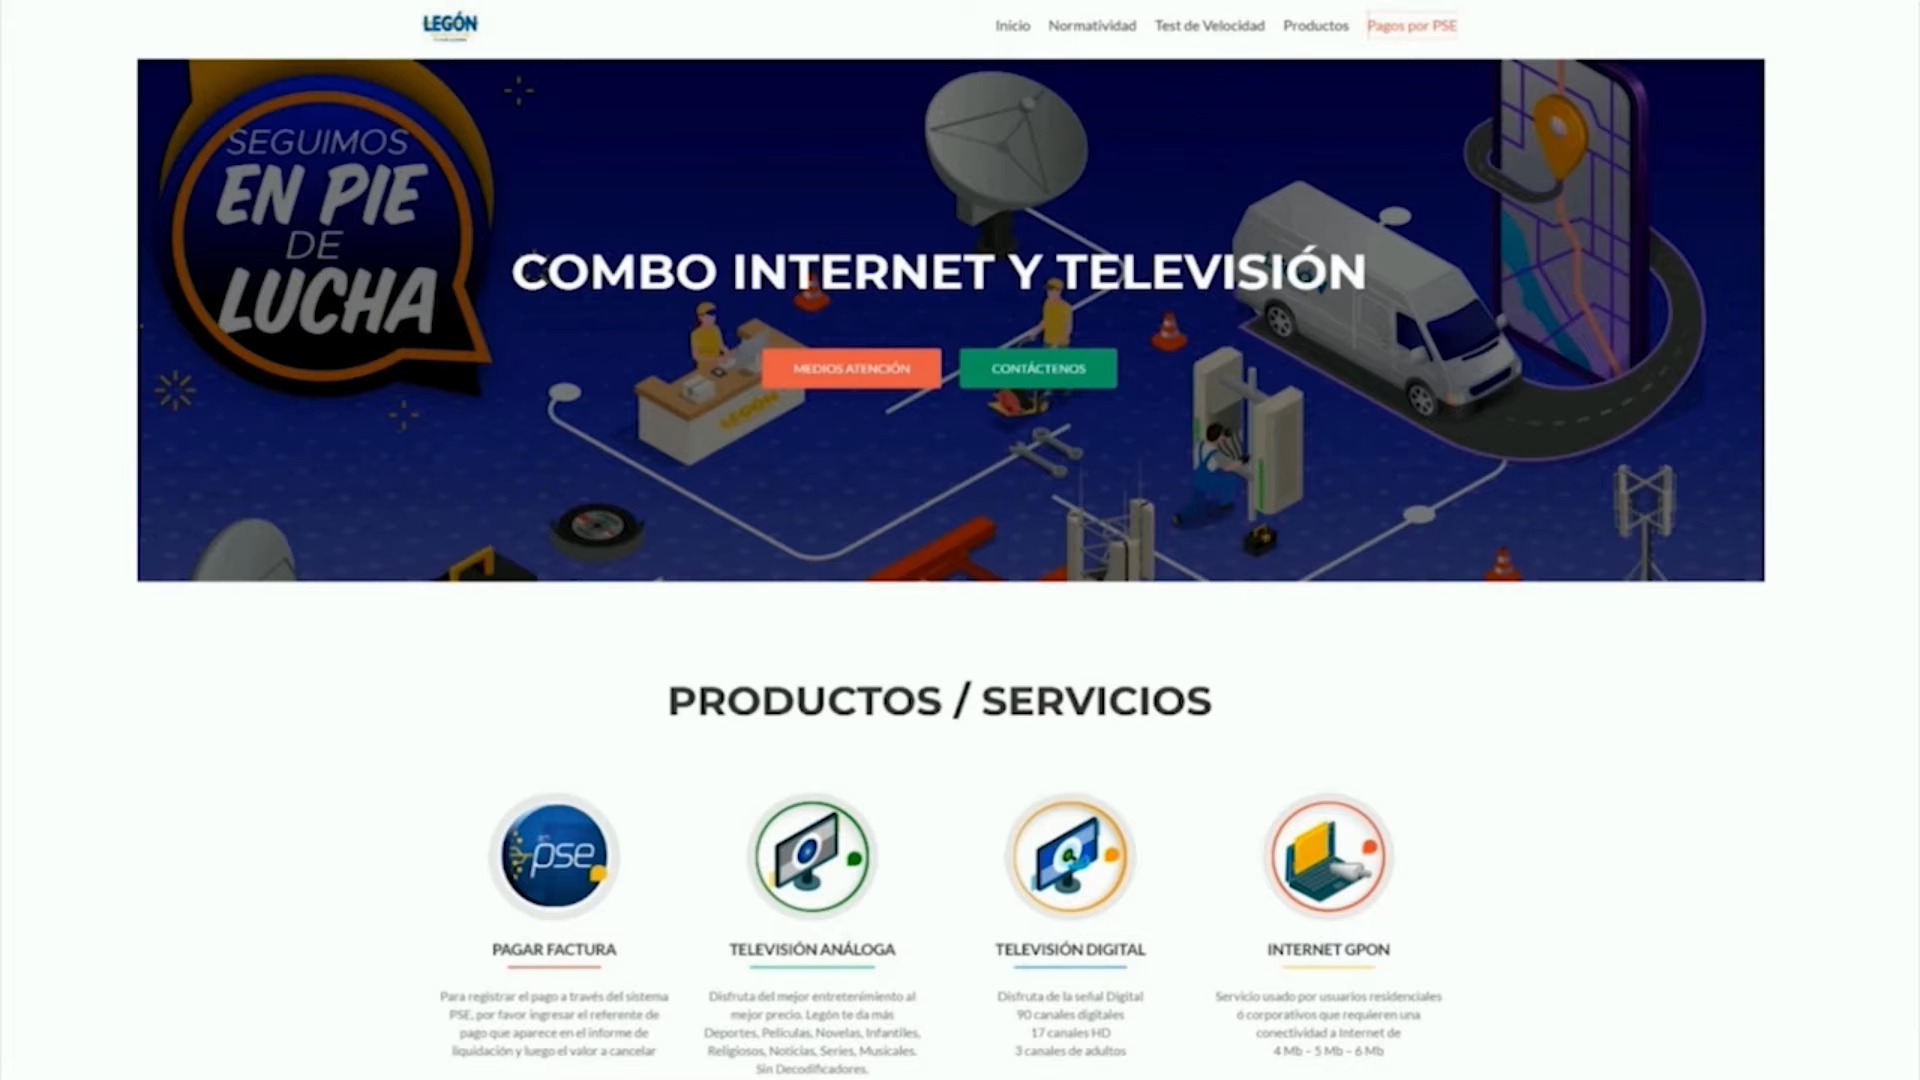 LEGÓN
Inicio Normatividad Test de Velocidad Productos Pagos por PSE
SEGUIMOS
EN PIE
DE
LUCHA
COMBO INTERNET Y TELEVISIÓN
MEDIOS ATENCIÓN CONTÁCTENOS
LEGÓN
PRODUCTOS / SERVICIOS
pse
PAGAR FACTURA
Para registrar el pago a través del sistema
PSE, por favor ingresar el referente de
pago que aparece en el informe de
liquidación y luego el valor a cancelar
TELEVISIÓN ANÁLOGA
Disfruta del mejor entretenimiento al
mejor precio. Legón te da más
Deportes, Películas, Novelas, Infantiles,
Religiosos, Noticias, Series, Musicales.
Sin Decodificadores.
TELEVISIÓN DIGITAL
Disfruta de la señal Digital
90 canales digitales
17 canales HD
3 canales de adultos
INTERNET GPON
Servicio usado por usuarios residenciales
ó corporativos que requieren una
conectividad a Internet de
4 Mb – 5 Mb – 6 Mb